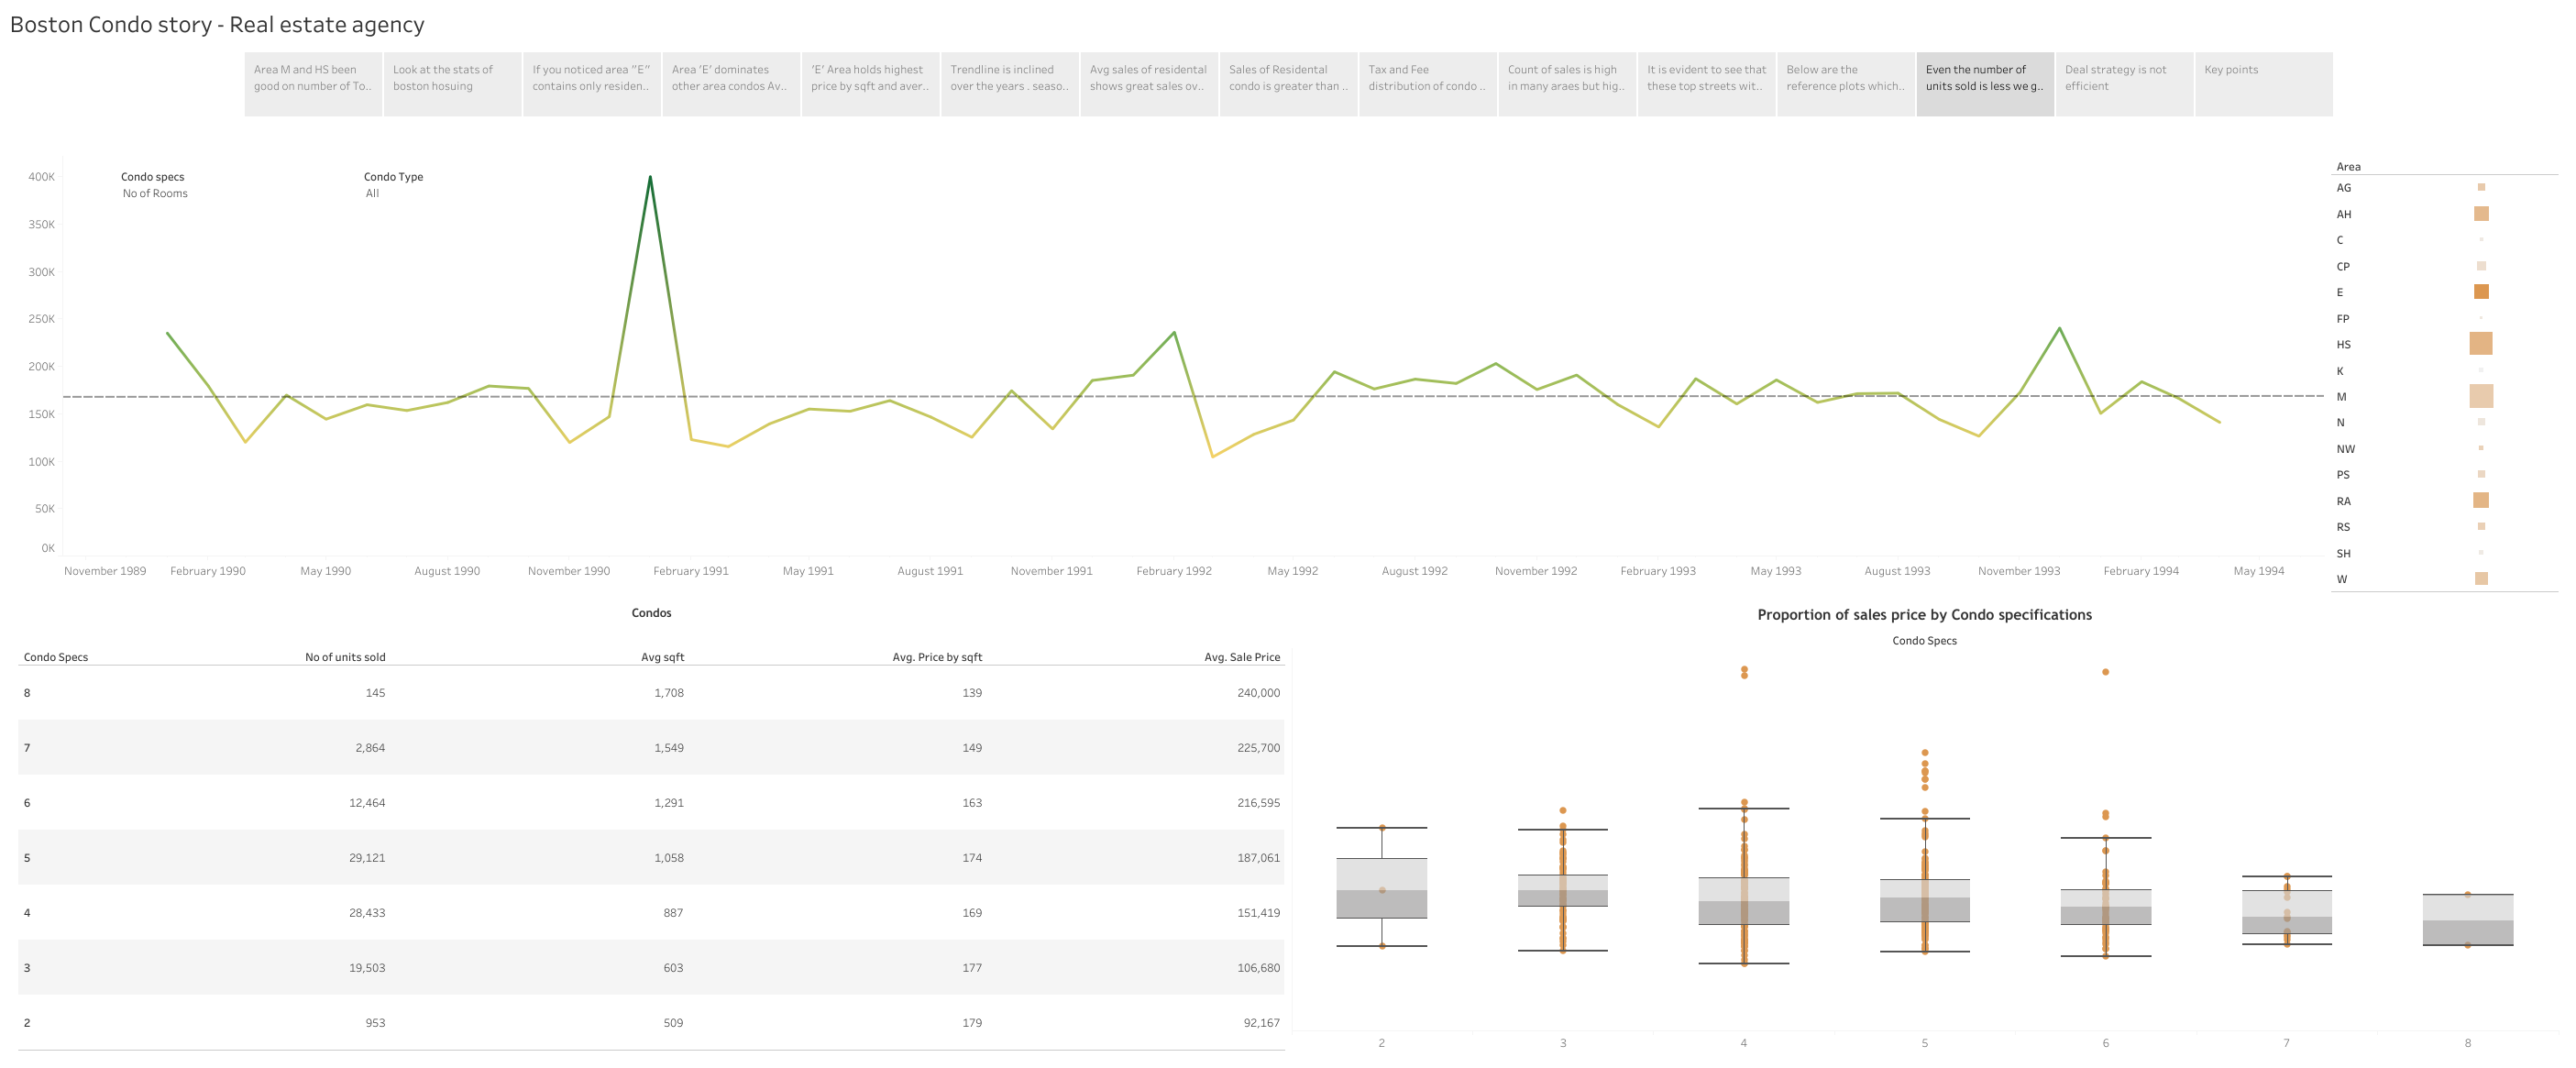 Boston Condo story - Real estate agency
Area M and HS been
good on number of To..
Look at the stats of
boston hosuing
If you noticed area "E"
contains only residen..
Area 'E' dominates
other area condos Av..
'E' Area holds highest
price by sqft and aver..
Trendline is inclined
over the years . seaso..
Avg sales of residental
shows great sales ov..
Sales of Residental
condo is greater than ..
Tax and Fee
distribution of condo ..
Count of sales is high
in many araes but hig..
It is evident to see that
these top streets wit..
Below are the
reference plots which..
Even the number of
units sold is less we g..
Deal strategy is not
efficient
Key points
Condo specs
No of Rooms
Condo Type
All
400K
350K
300K
250K
200K
150K
100K
50K
0K
November 1989 February 1990 May 1990 August 1990 November 1990 February 1991 May 1991 August 1991 November 1991 February 1992 May 1992 August 1992 November 1992 February 1993 May 1993 August 1993 November 1993 February 1994 May 1994
Area
AG
AH
C
CP
E
FP
HS
K
M
N
NW
PS
RA
RS
SH
W
Condos
Condo Specs No of units sold Avg sqft Avg. Price by sqft Avg. Sale Price
8 145 1,708 139 240,000
7 2,864 1,549 149 225,700
6 12,464 1,291 163 216,595
5 29,121 1,058 174 187,061
4 28,433 887 169 151,419
3 19,503 603 177 106,680
2 953 509 179 92,167
Proportion of sales price by Condo specifications
Condo Specs
2 3 4 5 6 7 8